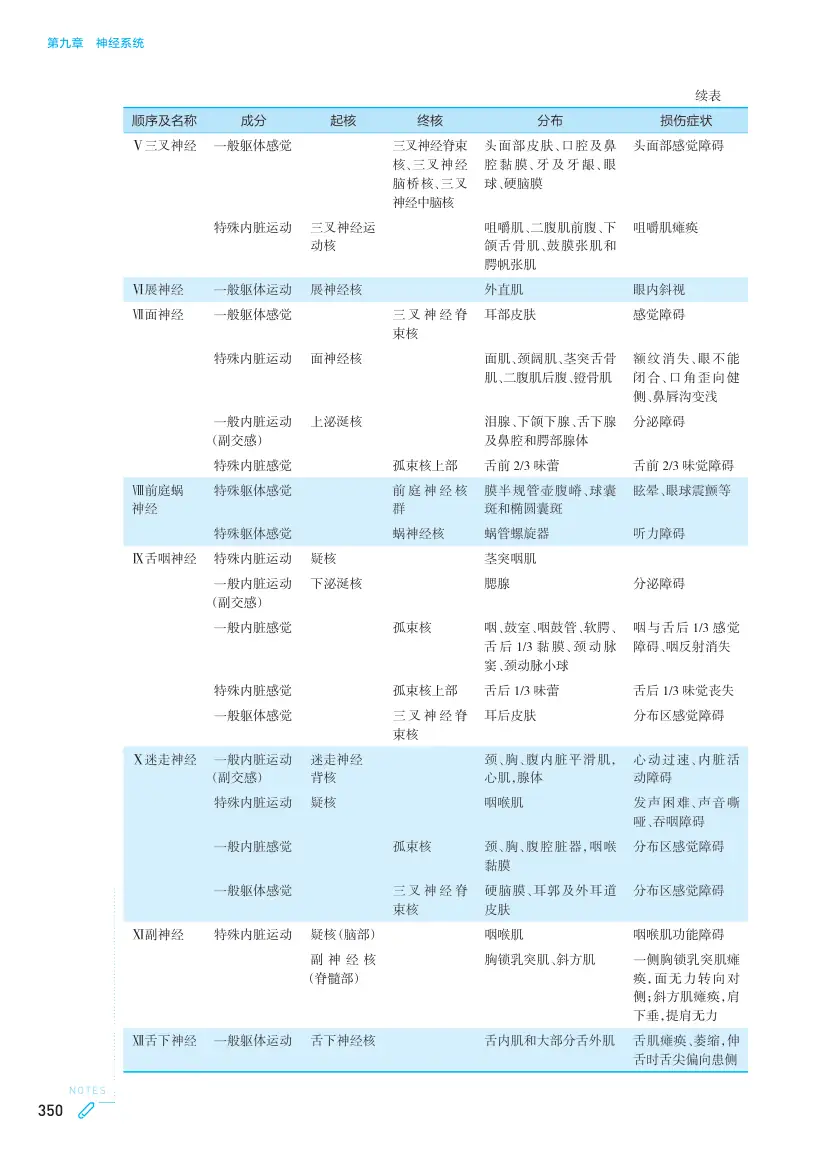 第九章 神经系统
续表
顺序及名称 成分 起核 终核 分布 损伤症状
Ⅴ三叉神经 一般躯体感觉 三叉神经脊束 头面部皮肤、口腔及鼻 头面部感觉障碍
核、三叉神经 腔黏膜、牙及牙龈、眼
脑桥核、三叉 球、硬脑膜
神经中脑核
特殊内脏运动 三叉神经运 咀嚼肌、二腹肌前腹、下 咀嚼肌瘫痪
动核 颌舌骨肌、鼓膜张肌和
腭帆张肌
Ⅵ展神经 一般躯体运动 展神经核 外直肌 眼内斜视
Ⅶ面神经 一般躯体感觉 三叉神经脊 耳部皮肤 感觉障碍
束核
特殊内脏运动 面神经核 面肌、颈阔肌、茎突舌骨 额纹消失、眼不能
肌、二腹肌后腹、镫骨肌 闭合、口角歪向健
侧、鼻唇沟变浅
一般内脏运动 上泌涎核 泪腺、下颌下腺、舌下腺 分泌障碍
(副交感) 及鼻腔和腭部腺体
特殊内脏感觉 孤束核上部 舌前 2/3 味蕾 舌前 2/3 味觉障碍
Ⅷ前庭蜗 特殊躯体感觉 前庭神经核 膜半规管壶腹嵴、球囊 眩晕、眼球震颤等
神经 群 斑和椭圆囊斑
特殊躯体感觉 蜗神经核 蜗管螺旋器 听力障碍
Ⅸ舌咽神经 特殊内脏运动 疑核 茎突咽肌
一般内脏运动 下泌涎核 腮腺 分泌障碍
(副交感)
一般内脏感觉 孤束核 咽、鼓室、咽鼓管、软腭、 咽与舌后 1/3 感觉
舌后 1/3 黏膜、颈动脉 障碍、咽反射消失
窦、颈动脉小球
特殊内脏感觉 孤束核上部 舌后 1/3 味蕾 舌后 1/3 味觉丧失
一般躯体感觉 三叉神经脊 耳后皮肤 分布区感觉障碍
束核
Ⅹ迷走神经 一般内脏运动 迷走神经 颈、胸、腹内脏平滑肌, 心动过速、内脏活
(副交感) 背核 心肌,腺体 动障碍
特殊内脏运动 疑核 咽喉肌 发声困难、声音嘶
哑、吞咽障碍
一般内脏感觉 孤束核 颈、胸、腹腔脏器,咽喉 分布区感觉障碍
黏膜
一般躯体感觉 三叉神经脊 硬脑膜、耳郭及外耳道 分布区感觉障碍
束核 皮肤
Ⅺ副神经 特殊内脏运动 疑核(脑部) 咽喉肌 咽喉肌功能障碍
副神经核 胸锁乳突肌、斜方肌 一侧胸锁乳突肌瘫
(脊髓部) 痪,面无力转向对
侧;斜方肌瘫痪,肩
下垂,提肩无力
Ⅻ舌下神经 一般躯体运动 舌下神经核 舌内肌和大部分舌外肌 舌肌瘫痪、萎缩,伸
舌时舌尖偏向患侧
NOTES
350